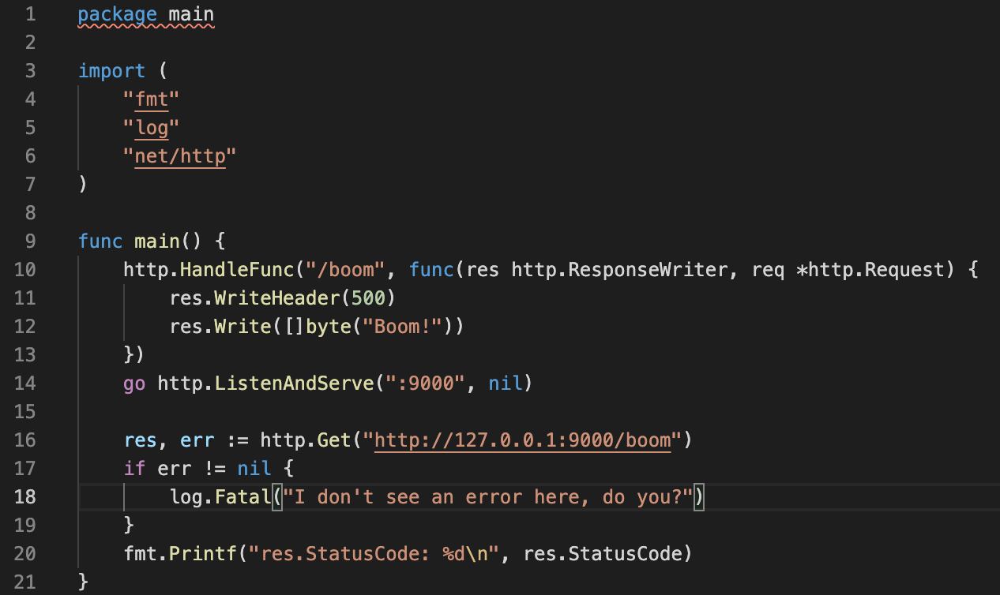 1 package main
2
3 import (
4     "fmt"
5     "log"
6     "net/http"
7 )
8
9 func main() {
10     http.HandleFunc("/boom", func(res http.ResponseWriter, req *http.Request) {
11         res.WriteHeader(500)
12         res.Write([]byte("Boom!"))
13     })
14     go http.ListenAndServe(":9000", nil)
15
16     res, err := http.Get("http://127.0.0.1:9000/boom")
17     if err != nil {
18         log.Fatal("I don't see an error here, do you?")
19     }
20     fmt.Printf("res.StatusCode: %d\n", res.StatusCode)
21 }